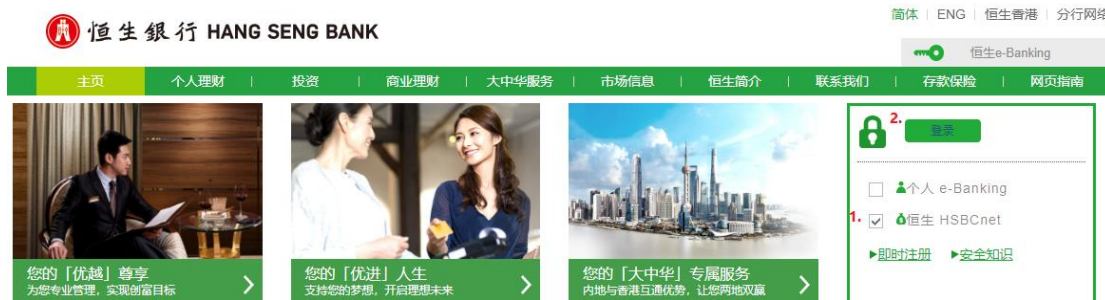 简体 | ENG | 恒生香港 | 分行网络
恒生銀行 HANG SENG BANK
恒生e-Banking
主页 个人理财 | 投资 | 商业理财 | 大中华服务 | 市场信息 | 恒生简介 | 联系我们 | 存款保险 | 网页指南
2. 登录
个人 e-Banking
1. 恒生 HSBCnet
即时注册 安全知识
您的「优越」尊享
为您专业管理，实现创富目标
您的「优进」人生
支持您的梦想，开启理想未来
您的「大中华」专属服务
内地与香港互通优势，让您两地双赢